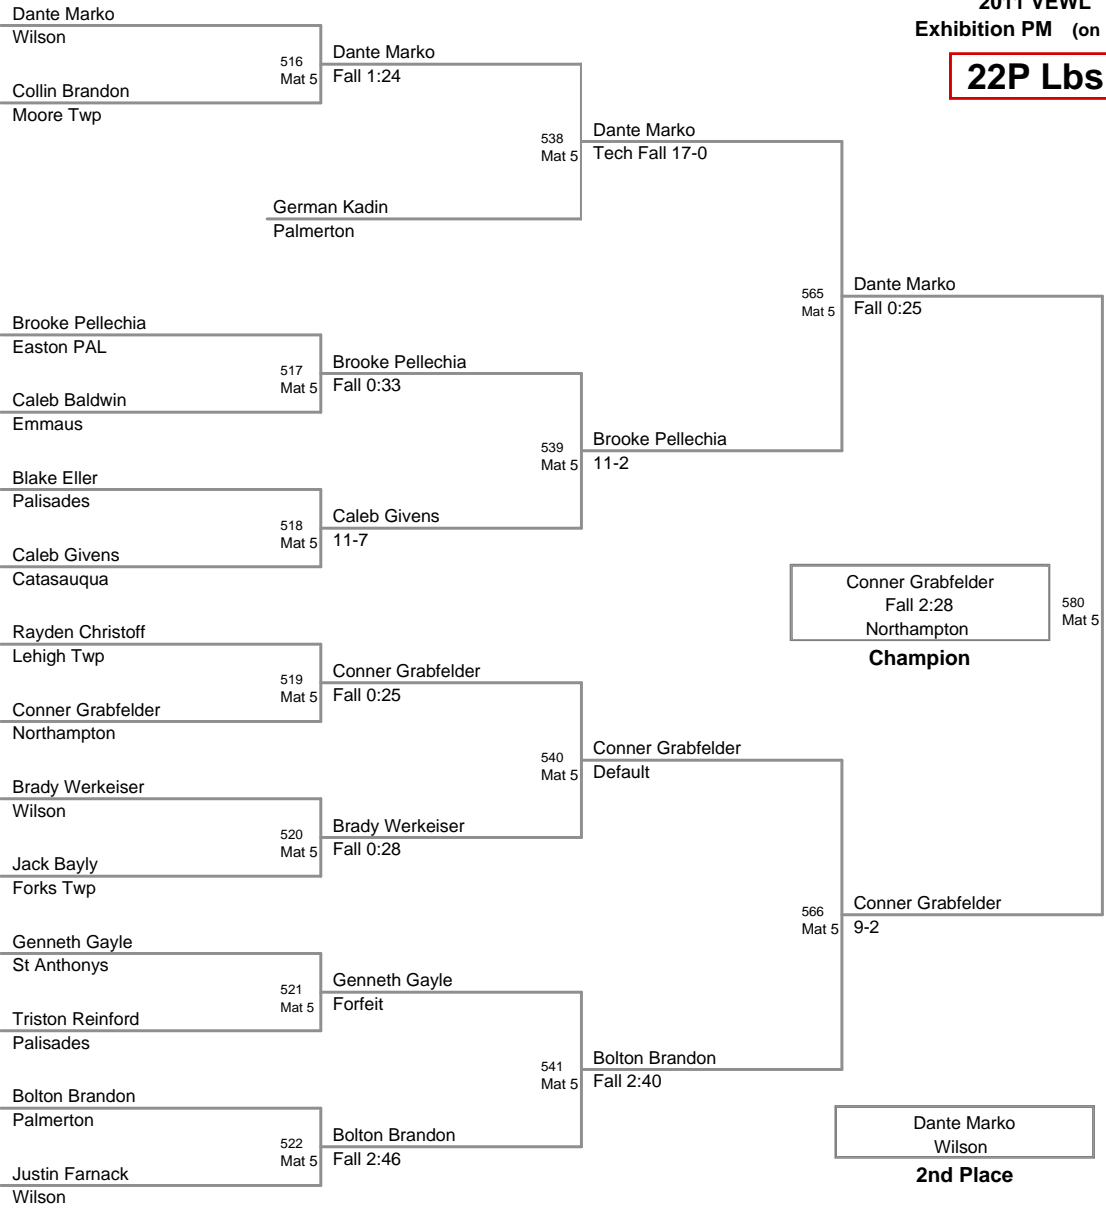 2011 VEWL
Exhibition PM (on
22P Lbs
Dante Marko
Wilson
516
Mat 5
Dante Marko
Fall 1:24
Collin Brandon
Moore Twp
538
Mat 5
Dante Marko
Tech Fall 17-0
German Kadin
Palmerton
565
Mat 5
Dante Marko
Fall 0:25
Brooke Pellechia
Easton PAL
517
Mat 5
Brooke Pellechia
Fall 0:33
Caleb Baldwin
Emmaus
539
Mat 5
Brooke Pellechia
11-2
Blake Eller
Palisades
518
Mat 5
Caleb Givens
11-7
Caleb Givens
Catasauqua
Conner Grabfelder
Fall 2:28
Northampton
Champion
580
Mat 5
Rayden Christoff
Lehigh Twp
519
Mat 5
Conner Grabfelder
Fall 0:25
Conner Grabfelder
Northampton
540
Mat 5
Conner Grabfelder
Default
Brady Werkeiser
Wilson
520
Mat 5
Brady Werkeiser
Fall 0:28
Jack Bayly
Forks Twp
566
Mat 5
Conner Grabfelder
9-2
Genneth Gayle
St Anthonys
521
Mat 5
Genneth Gayle
Forfeit
Triston Reinford
Palisades
541
Mat 5
Bolton Brandon
Fall 2:40
Bolton Brandon
Palmerton
522
Mat 5
Bolton Brandon
Fall 2:46
Justin Farnack
Wilson
Dante Marko
Wilson
2nd Place